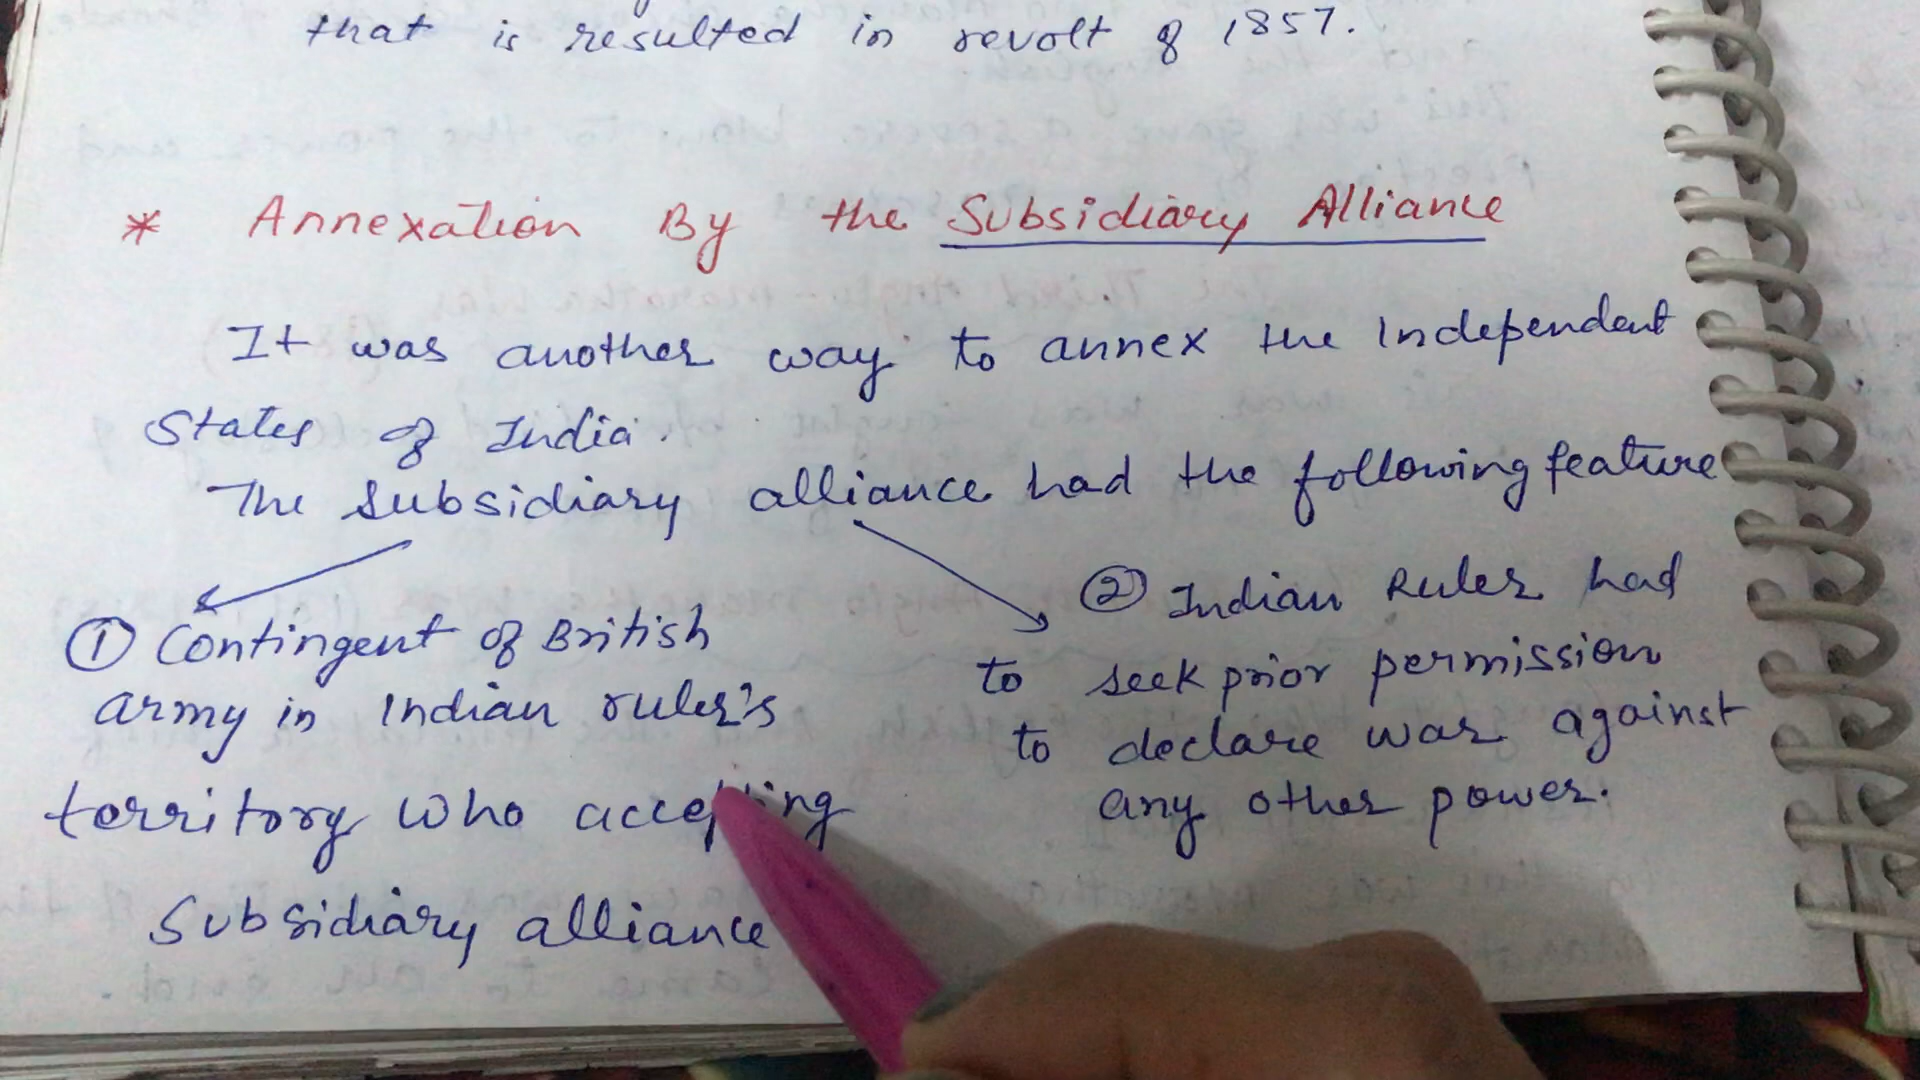 that is resulted in revolt of 1857.
* Annexation By the Subsidiary Alliance
It was another way to annex the Independent
States of India.
The Subsidiary alliance had the following feature
① Contingent of British
army in Indian ruler's
territory who accepting
Subsidiary alliance
② Indian Ruler had
to seek prior permission
to declare war against
any other power.